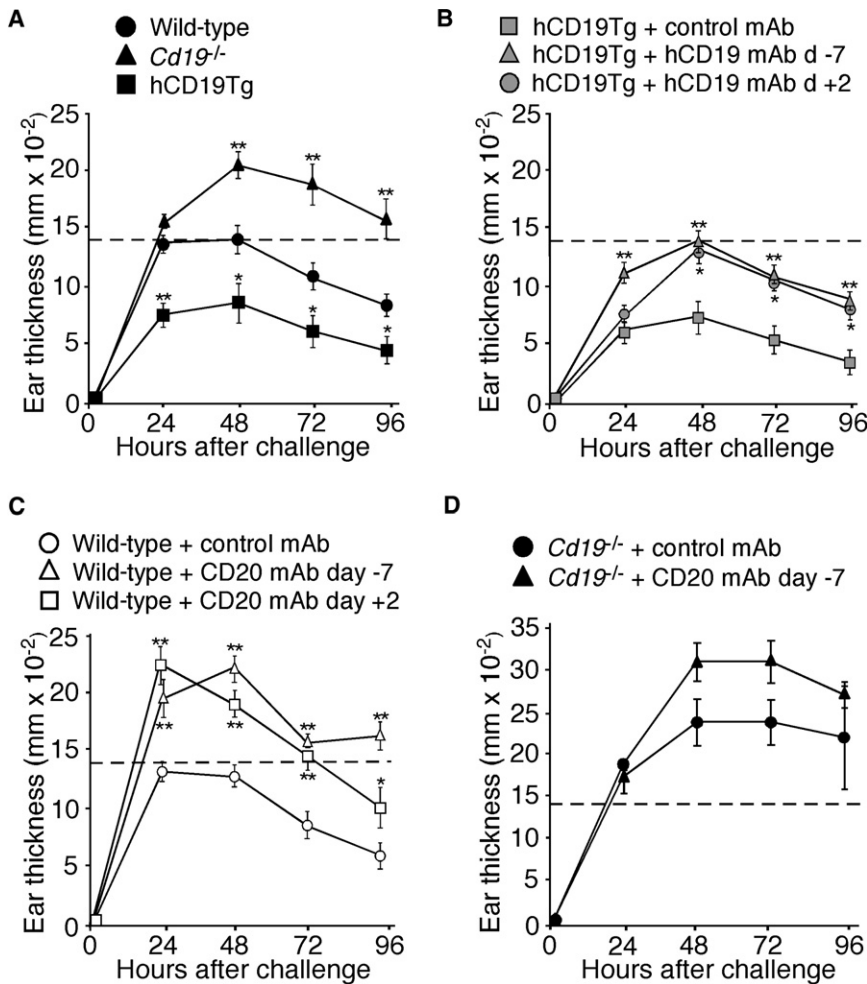 A
Wild-type
Cd19-/-
hCD19Tg
Ear thickness (mm x 10-2)
25
20
15
10
5
0
**
**
**
**
*
*
*
0 24 48 72 96
Hours after challenge
B
hCD19Tg + control mAb
hCD19Tg + hCD19 mAb d -7
hCD19Tg + hCD19 mAb d +2
Ear thickness (mm x 10-2)
25
20
15
10
5
0
**
**
*
**
*
**
*
0 24 48 72 96
Hours after challenge
C
Wild-type + control mAb
Wild-type + CD20 mAb day -7
Wild-type + CD20 mAb day +2
Ear thickness (mm x 10-2)
25
20
15
10
5
0
**
**
**
**
**
**
**
*
0 24 48 72 96
Hours after challenge
D
Cd19-/- + control mAb
Cd19-/- + CD20 mAb day -7
Ear thickness (mm x 10-2)
35
30
25
20
15
10
5
0
0 24 48 72 96
Hours after challenge